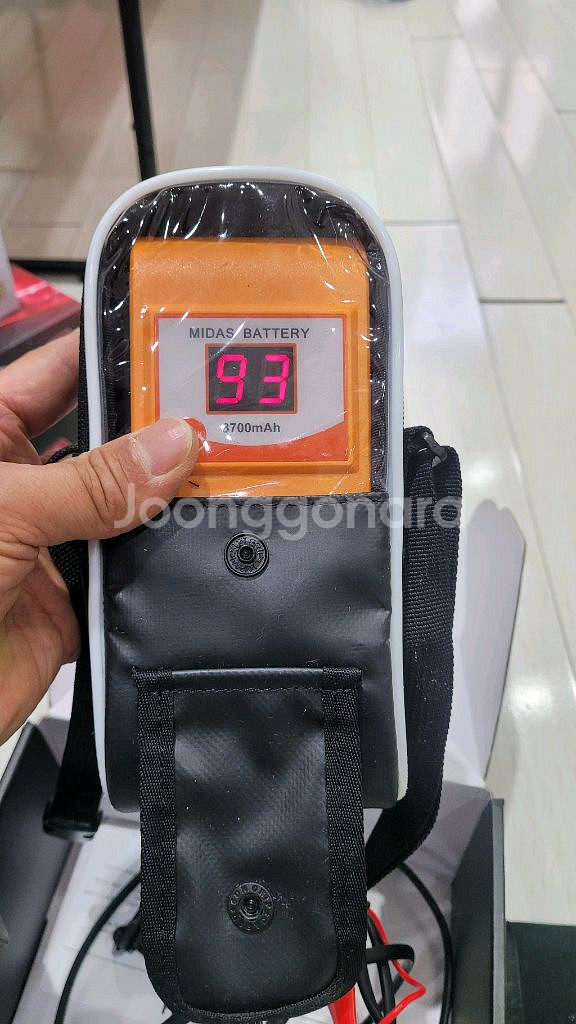 MIDAS BATTERY
93
3700mAh
Joonggonara